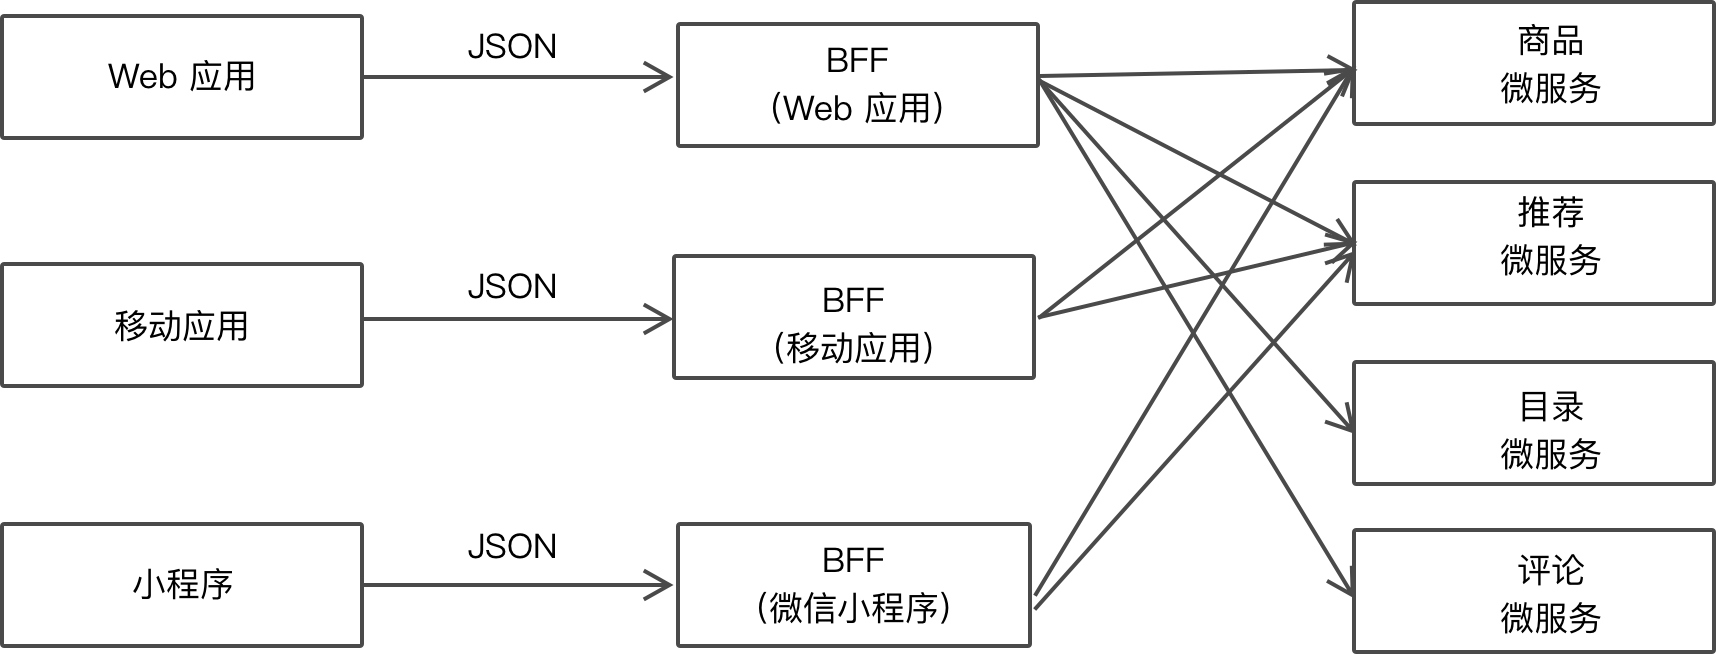 Web 应用
JSON
BFF
(Web 应用)
商品
微服务
推荐
微服务
移动应用
JSON
BFF
(移动应用)
目录
微服务
小程序
JSON
BFF
(微信小程序)
评论
微服务